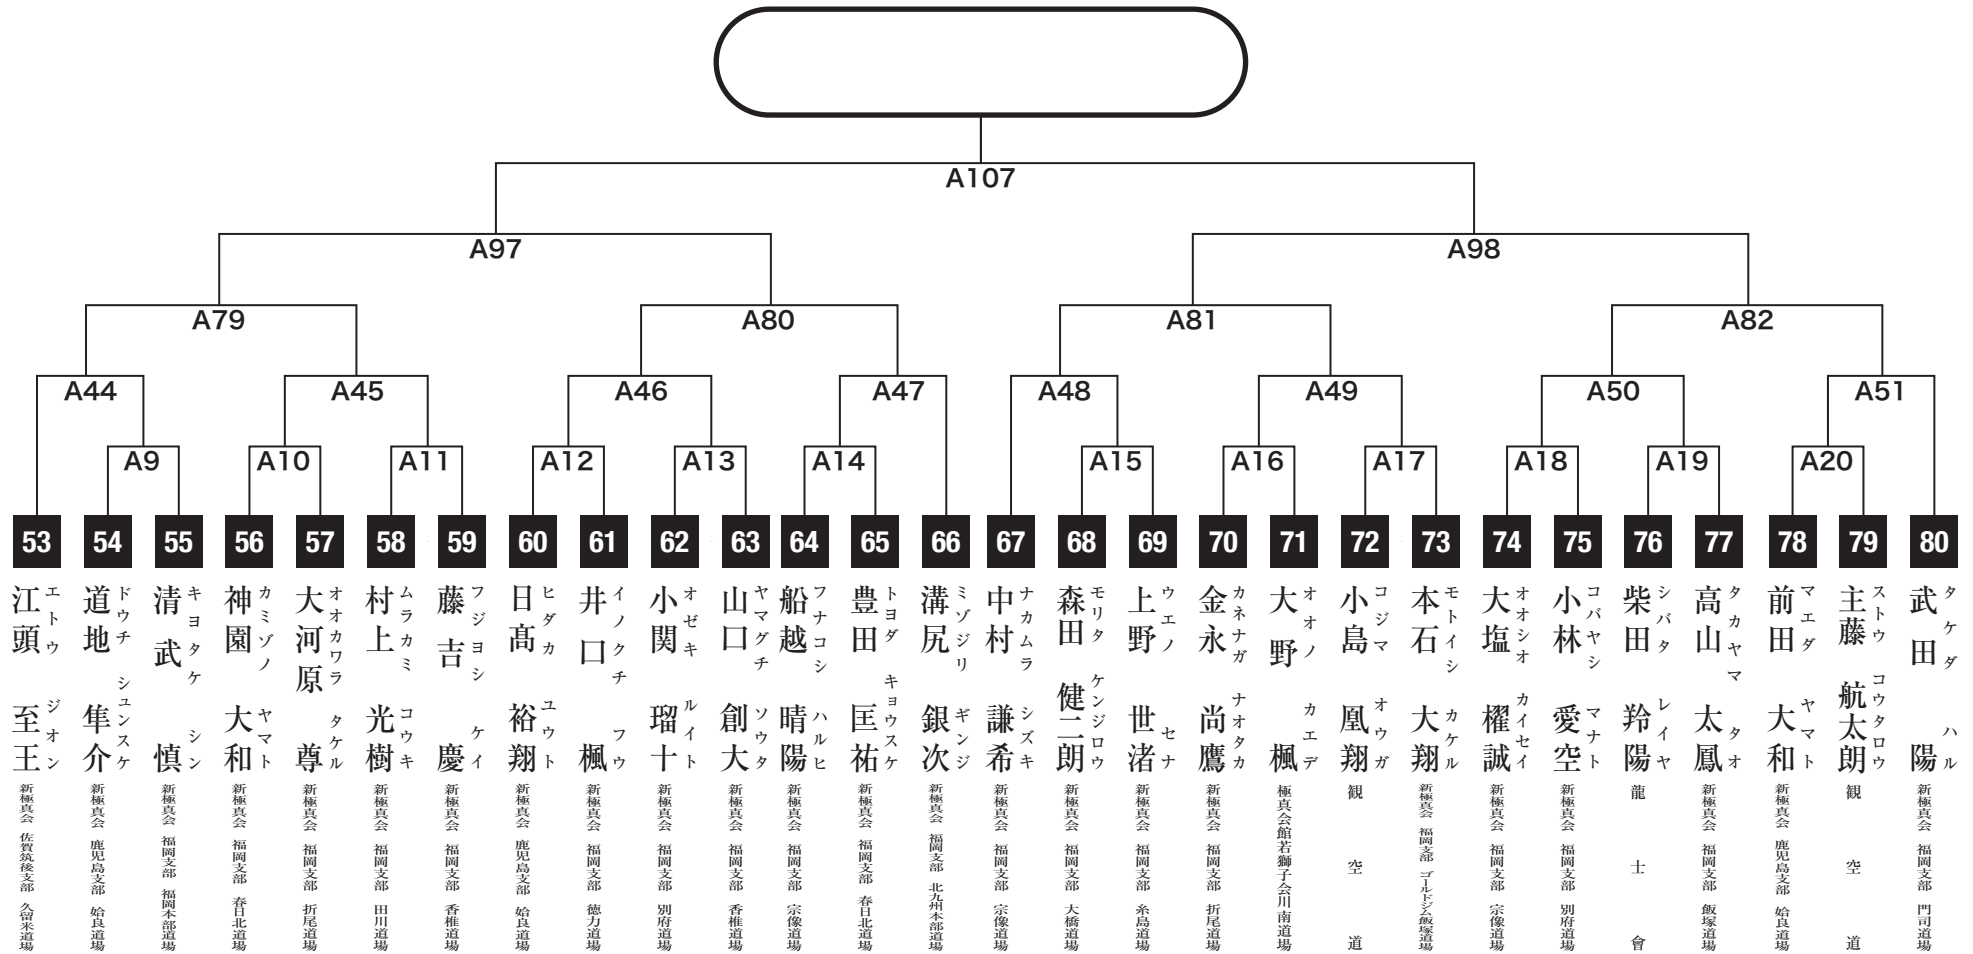 A107
A97
A98
A79
A80
A81
A82
A44
A45
A46
A47
A48
A49
A50
A51
A9
A10
A11
A12
A13
A14
A15
A16
A17
A18
A19
A20
53
江頭 至王
エトウ ジオン
新極真会 佐賀筑後支部 久留米道場
54
道地 隼介
ドウチ シュンスケ
新極真会 鹿児島支部 姶良道場
55
清武 慎
キヨタケ シン
新極真会 福岡支部 福岡本部道場
56
神園 大和
カミゾノ ヤマト
新極真会 福岡支部 春日北道場
57
大河原 尊
オオカワラ タケル
新極真会 福岡支部 折尾道場
58
村上 光樹
ムラカミ コウキ
新極真会 福岡支部 田川道場
59
藤吉 慶
フジヨシ ケイ
新極真会 福岡支部 香椎道場
60
日髙 裕翔
ヒダカ ユウト
新極真会 鹿児島支部 姶良道場
61
井口 楓
イノクチ フウ
新極真会 福岡支部 徳力道場
62
小関 瑠十
オゼキ ルイト
新極真会 福岡支部 別府道場
63
山口 創大
ヤマグチ ソウタ
新極真会 福岡支部 香椎道場
64
船越 晴陽
フナコシ ハルヒ
新極真会 福岡支部 宗像道場
65
豊田 匡祐
トヨダ キョウスケ
新極真会 福岡支部 春日北道場
66
溝尻 銀次
ミゾジリ ギンジ
新極真会 福岡支部 北九州本部道場
67
中村 謙希
ナカムラ シズキ
新極真会 福岡支部 宗像道場
68
森田 健二朗
モリタ ケンジロウ
新極真会 福岡支部 大橋道場
69
上野 世渚
ウエノ セナ
新極真会 福岡支部 糸島道場
70
金永 尚鷹
カネナガ ナオタカ
新極真会 福岡支部 折尾道場
71
大野 楓
オオノ カエデ
極真会館若獅子会川南道場
72
小島 凰翔
コジマ オウガ
観空道
73
本石 大翔
モトイシ カケル
新極真会 福岡支部 ゴールドジム飯塚道場
74
大塩 櫂誠
オオシオ カイセイ
新極真会 福岡支部 宗像道場
75
小林 愛空
コバヤシ マナト
新極真会 福岡支部 別府道場
76
柴田 羚陽
シバタ レイヤ
龍士會
77
高山 太鳳
タカヤマ タオ
新極真会 福岡支部 飯塚道場
78
前田 大和
マエダ ヤマト
新極真会 鹿児島支部 姶良道場
79
主藤 航太朗
ストウ コウタロウ
観空道
80
武田 陽
タケダ ハル
新極真会 福岡支部 門司道場